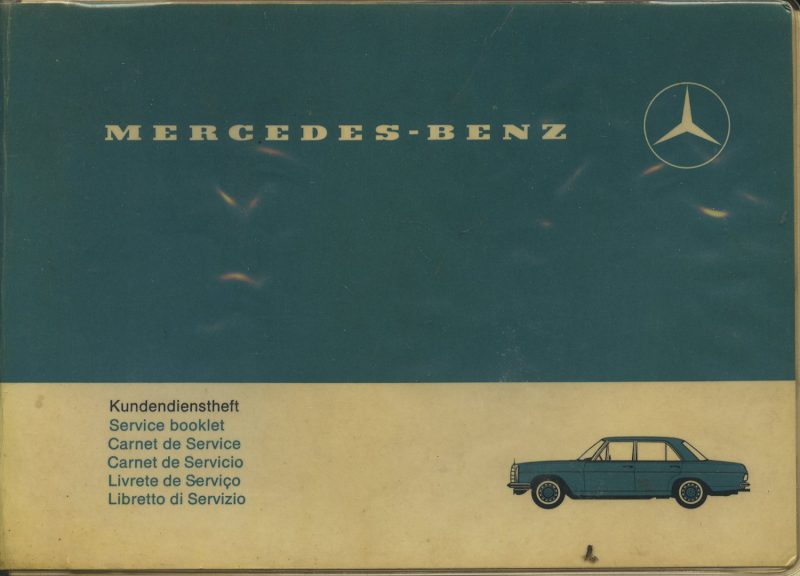 MERCEDES-BENZ
Kundendienstheft
Service booklet
Carnet de Service
Carnet de Servicio
Livrete de Serviço
Libretto di Servizio